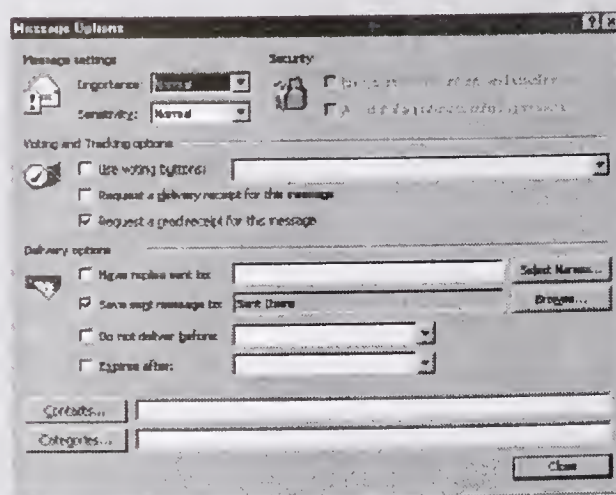 Message Options
Message settings
Security
Importance: Normal
Sensitivity: Normal
Voting and Tracking options
Use voting buttons:
Request a delivery receipt for this message
Request a read receipt for this message
Delivery options
Have replies sent to:
Select Names...
Save sent message to: Sent Items
Browse...
Do not deliver before:
Expires after:
Contacts...
Categories...
Close